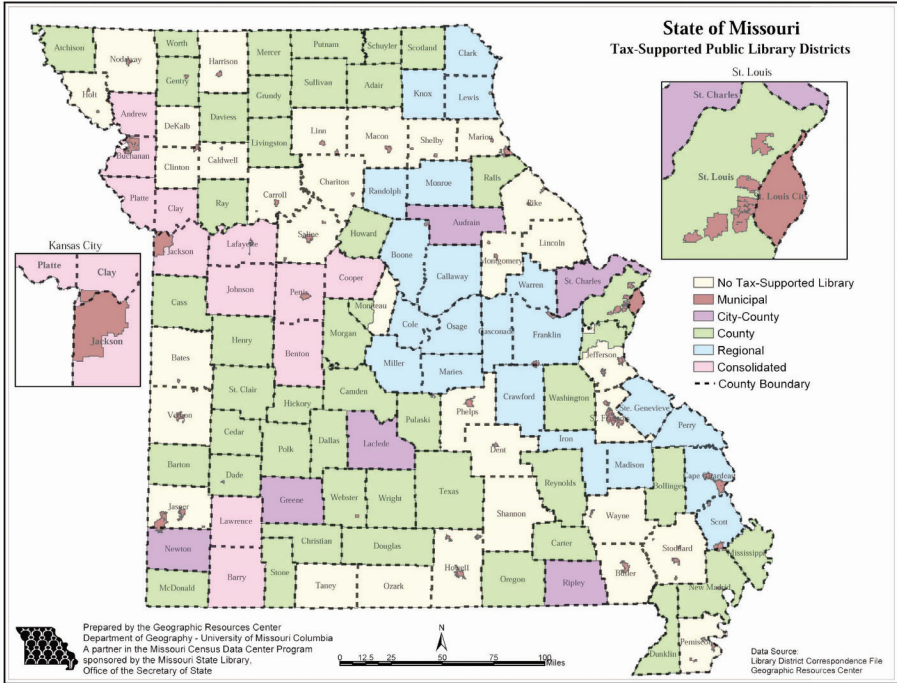 State of Missouri
Tax-Supported Public Library Districts
St. Louis
St. Charles
St. Louis
St. Louis City
Atchison
Nodaway
Worth
Harrison
Mercer
Putnam
Schuyler
Scotland
Clark
Holt
Gentry
Grundy
Sullivan
Adair
Knox
Lewis
Andrew
DeKalb
Daviess
Livingston
Linn
Macon
Shelby
Marion
Buchanan
Clinton
Caldwell
Chariton
Randolph
Monroe
Ralls
Platte
Clay
Ray
Carroll
Pike
Audrain
Kansas City
Platte
Clay
Jackson
Jackson
Lafayette
Saline
Howard
Boone
Callaway
Montgomery
Lincoln
Warren
St. Charles
Johnson
Pettis
Cooper
Moniteau
Cass
Cole
Osage
Gasconade
Franklin
Jefferson
Henry
Benton
Morgan
Miller
Maries
Bates
St. Clair
Hickory
Camden
Pulaski
Phelps
Crawford
Washington
St. Francois
Ste. Genevieve
Perry
Vernon
Cedar
Polk
Dallas
Laclede
Dent
Iron
Madison
Cape Girardeau
Barton
Dade
Greene
Webster
Wright
Texas
Reynolds
Bollinger
Jasper
Lawrence
Shannon
Wayne
Scott
Newton
Christian
Douglas
Carter
Stoddard
Mississippi
McDonald
Barry
Stone
Taney
Ozark
Howell
Oregon
Ripley
Butler
New Madrid
Dunklin
Pemiscot
No Tax-Supported Library
Municipal
City-County
County
Regional
Consolidated
County Boundary
Prepared by the Geographic Resources Center
Department of Geography - University of Missouri Columbia
A partner in the Missouri Census Data Center Program
sponsored by the Missouri State Library,
Office of the Secretary of State
N
0 12.5 25 50 75 100
Miles
Data Source:
Library District Correspondence File
Geographic Resources Center